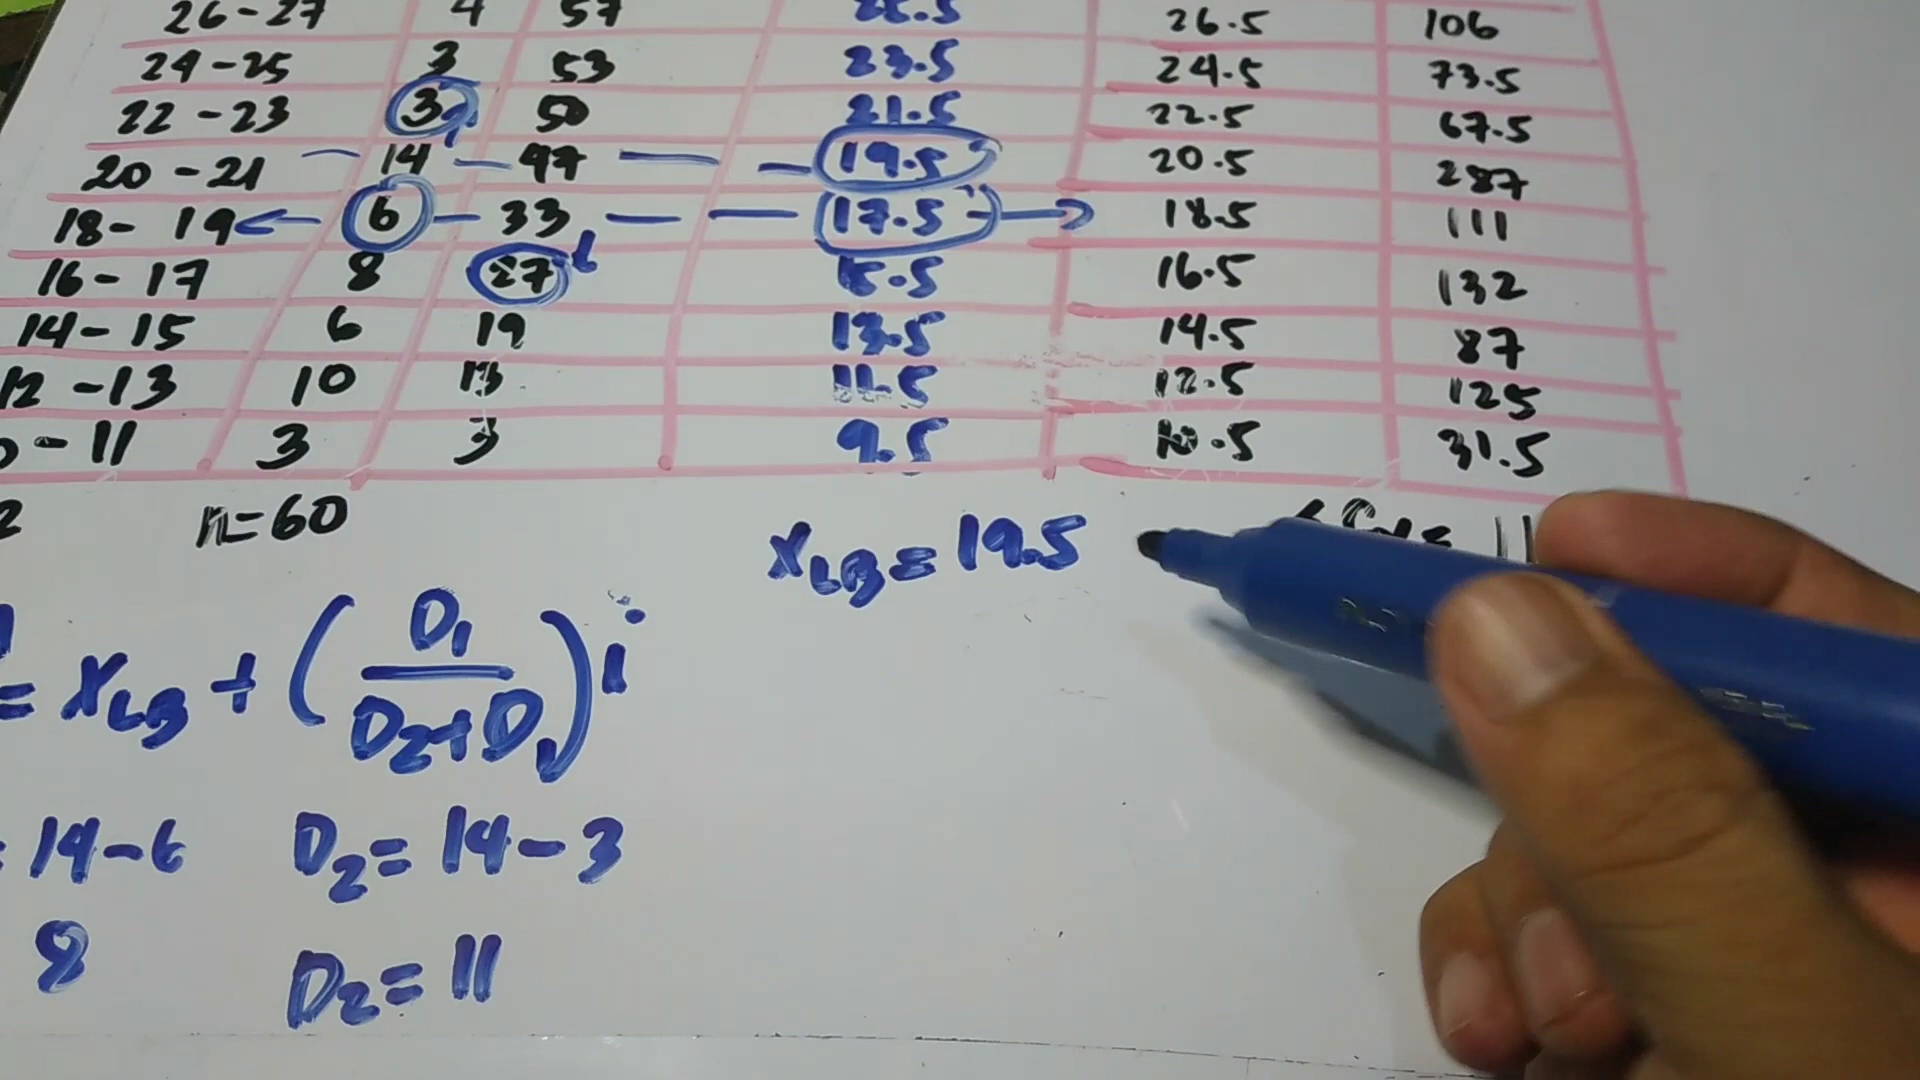 26-27 4 57 25.5 26.5 106
24-25 3 53 23.5 24.5 73.5
22-23 3 50 21.5 22.5 67.5
20-21 14 47 19.5 20.5 287
18-19 6 33 17.5 18.5 111
16-17 8 27 15.5 16.5 132
14-15 6 19 13.5 14.5 87
12-13 10 13 11.5 12.5 125
-11 3 3 9.5 10.5 31.5
2 n=60
XLB = 19.5
= XLB + (D1/D2+D1)i
= 14-6 D2 = 14-3
8 D2 = 11